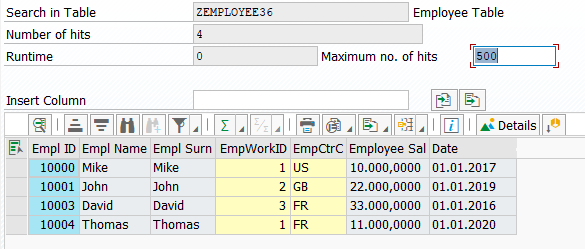 Search in Table ZEMPLOYEE36 Employee Table
Number of hits 4
Runtime 0 Maximum no. of hits 500
Insert Column
Σ Details
Empl ID Empl Name Empl Surn EmpWorkID EmpCtrC Employee Sal Date
10000 Mike Mike 1 US 10.000,0000 01.01.2017
10001 John John 2 GB 22.000,0000 01.01.2019
10003 David David 3 FR 33.000,0000 01.01.2016
10004 Thomas Thomas 1 FR 11.000,0000 01.01.2020